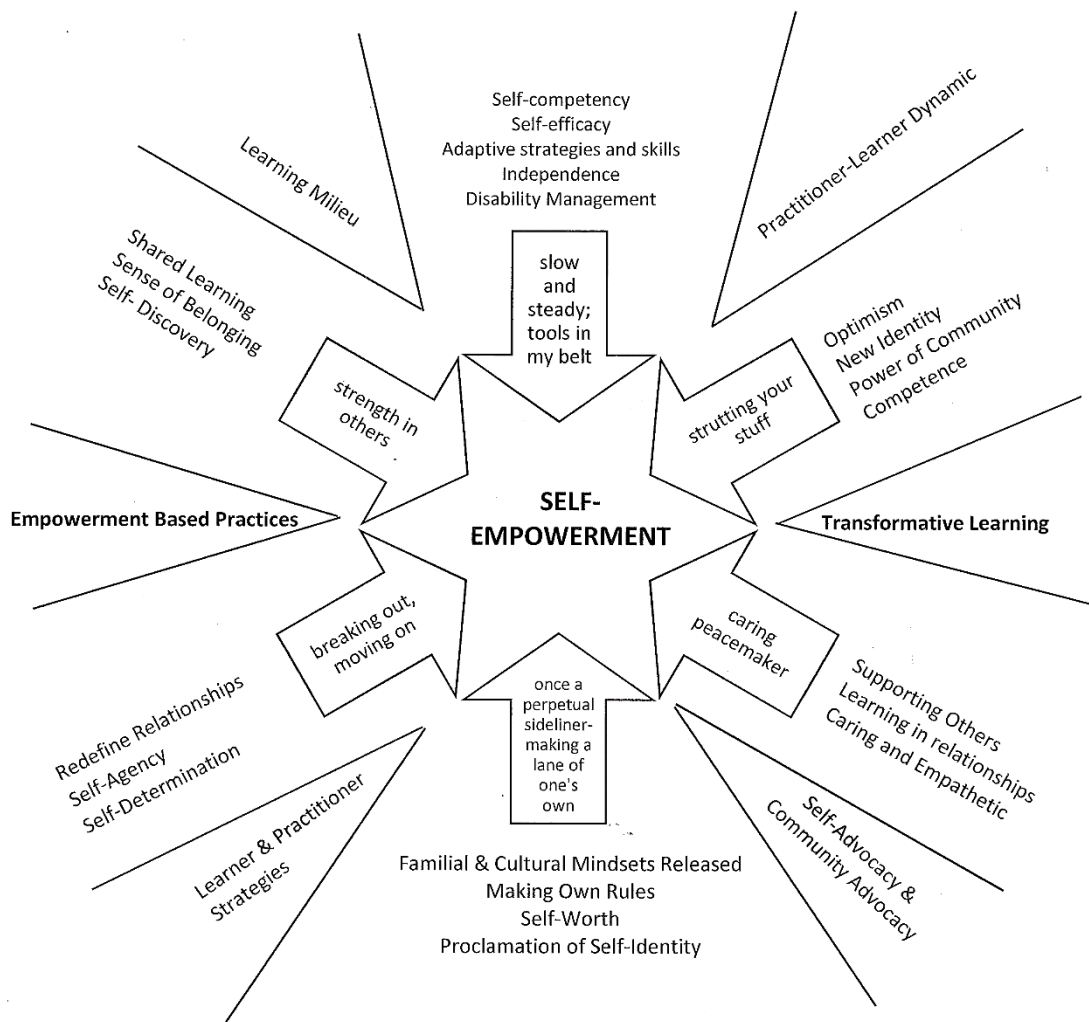 Self-competency
Self-efficacy
Adaptive strategies and skills
Independence
Disability Management
Learning Milieu
Practitioner-Learner Dynamic
Shared Learning
Sense of Belonging
Self- Discovery
slow
and
steady;
tools in
my belt
Optimism
New Identity
Power of Community
Competence
strength in
others
strutting your
stuff
Empowerment Based Practices
SELF-
EMPOWERMENT
Transformative Learning
breaking out,
moving on
caring
peacemaker
once a
perpetual
sideliner-
making a
lane of
one's
own
Redefine Relationships
Self-Agency
Self-Determination
Supporting Others
Learning in relationships
Caring and Empathetic
Learner & Practitioner
Strategies
Self-Advocacy &
Community Advocacy
Familial & Cultural Mindsets Released
Making Own Rules
Self-Worth
Proclamation of Self-Identity